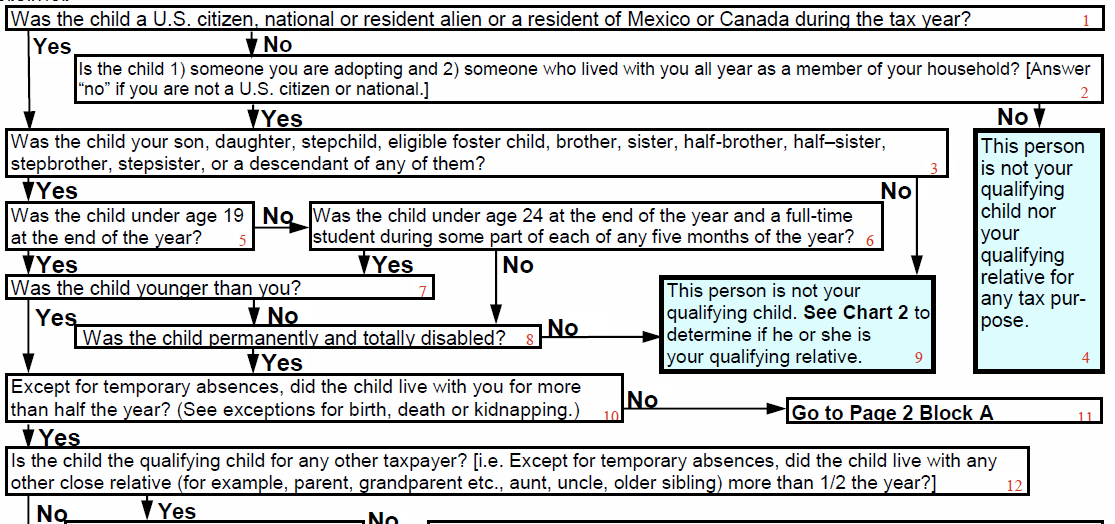 Was the child a U.S. citizen, national or resident alien or a resident of Mexico or Canada during the tax year? 1
Yes
No
Is the child 1) someone you are adopting and 2) someone who lived with you all year as a member of your household? [Answer
“no” if you are not a U.S. citizen or national.] 2
Yes
No
Was the child your son, daughter, stepchild, eligible foster child, brother, sister, half-brother, half–sister,
stepbrother, stepsister, or a descendant of any of them? 3
This person
is not your
qualifying
child nor
your
qualifying
relative for
any tax pur-
pose.
4
Yes
No
Was the child under age 19
at the end of the year? 5
No
Was the child under age 24 at the end of the year and a full-time
student during some part of each of any five months of the year? 6
Yes
Yes
No
Was the child younger than you? 7
This person is not your
qualifying child. See Chart 2 to
determine if he or she is
your qualifying relative. 9
Yes
No
Was the child permanently and totally disabled? 8
No
Yes
Except for temporary absences, did the child live with you for more
than half the year? (See exceptions for birth, death or kidnapping.) 10
No
Go to Page 2 Block A 11
Yes
Is the child the qualifying child for any other taxpayer? [i.e. Except for temporary absences, did the child live with any
other close relative (for example, parent, grandparent etc., aunt, uncle, older sibling) more than 1/2 the year?] 12
No
Yes
No